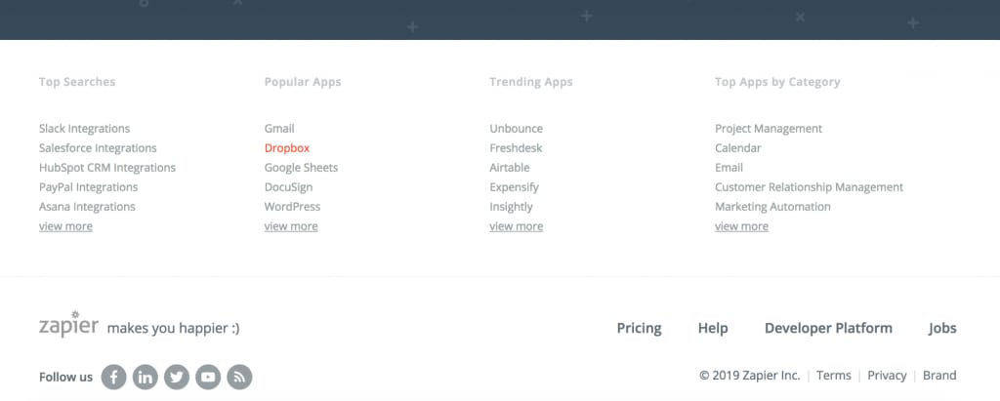 Top Searches
Slack Integrations
Salesforce Integrations
HubSpot CRM Integrations
PayPal Integrations
Asana Integrations
view more
Popular Apps
Gmail
Dropbox
Google Sheets
DocuSign
WordPress
view more
Trending Apps
Unbounce
Freshdesk
Airtable
Expensify
Insightly
view more
Top Apps by Category
Project Management
Calendar
Email
Customer Relationship Management
Marketing Automation
view more
zapier makes you happier :)
Pricing Help Developer Platform Jobs
Follow us
© 2019 Zapier Inc. | Terms | Privacy | Brand